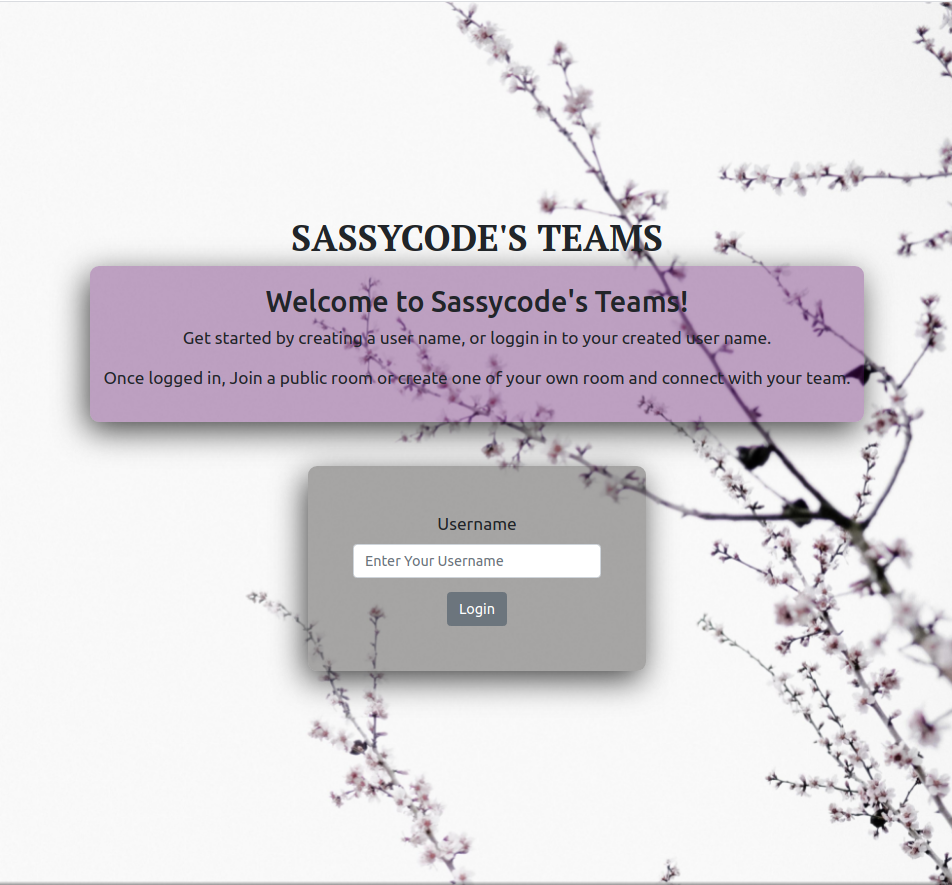 SASSYCODE'S TEAMS
Welcome to Sassycode's Teams!
Get started by creating a user name, or loggin in to your created user name.
Once logged in, Join a public room or create one of your own room and connect with your team.
Username
Enter Your Username
Login